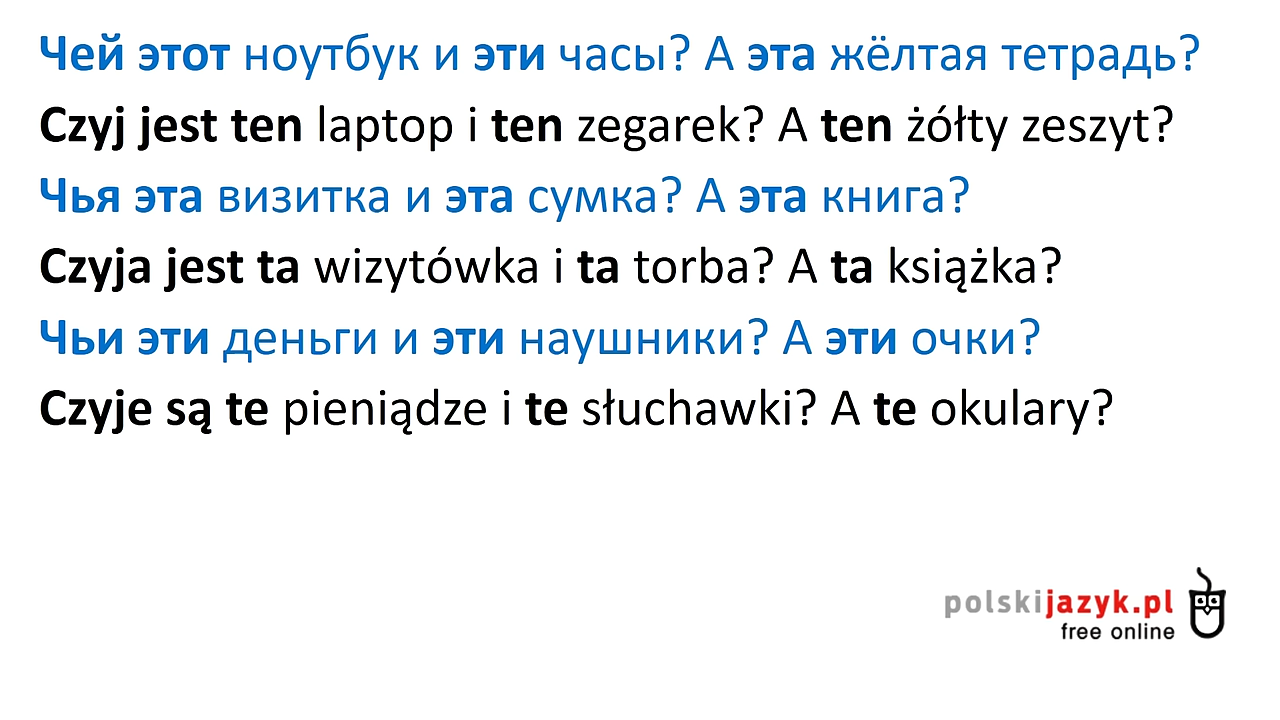 Чей этот ноутбук и эти часы? А эта жёлтая тетрадь?
Czyj jest ten laptop i ten zegarek? A ten żółty zeszyt?
Чья эта визитка и эта сумка? А эта книга?
Czyja jest ta wizytówka i ta torba? A ta książka?
Чьи эти деньги и эти наушники? А эти очки?
Czyje są te pieniądze i te słuchawki? A te okulary?
polskijazyk.pl
free online